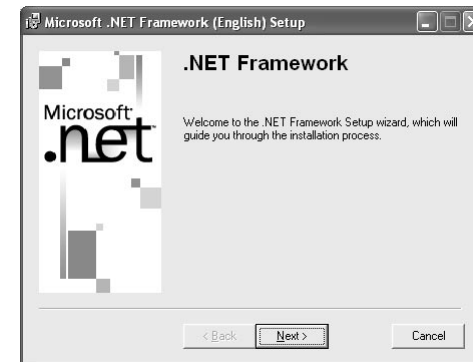 Microsoft .NET Framework (English) Setup
.NET Framework
Microsoft
.net
Welcome to the .NET Framework Setup wizard, which will
guide you through the installation process.
< Back
Next >
Cancel